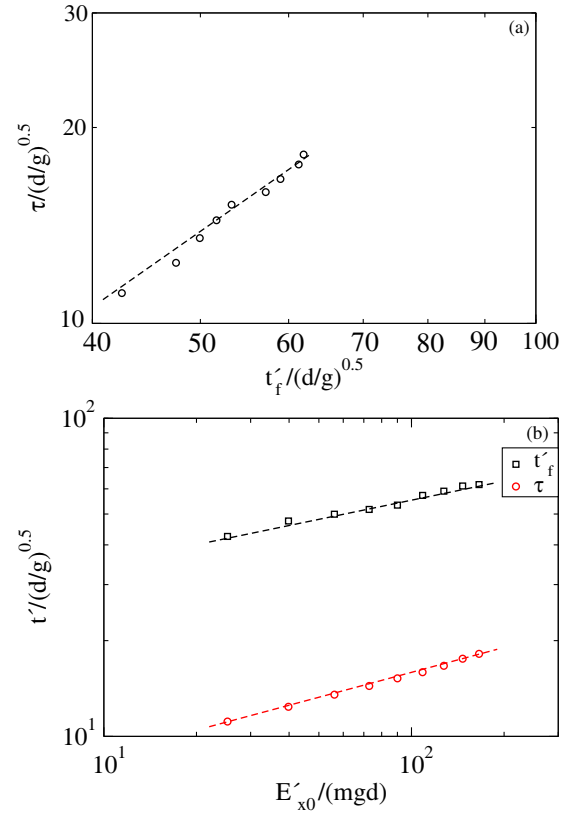 30
(a)
20
τ/(d/g)^0.5
10
40 50 60 70 80 90 100
t´f/(d/g)^0.5
10^2
(b)
t´f
τ
t´/(d/g)^0.5
10^1
10^1 10^2
E´x0/(mgd)